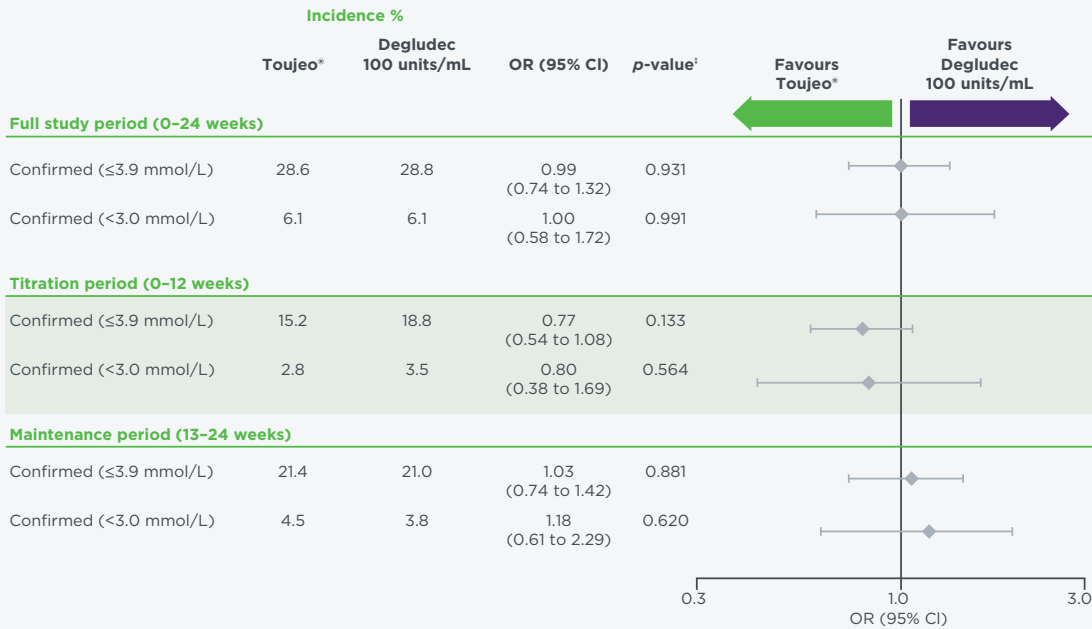 Incidence %
Toujeo® Degludec 100 units/mL OR (95% CI) p-value‡ Favours Toujeo® Favours Degludec 100 units/mL
Full study period (0–24 weeks)
Confirmed (≤3.9 mmol/L) 28.6 28.8 0.99 0.931
(0.74 to 1.32)
Confirmed (<3.0 mmol/L) 6.1 6.1 1.00 0.991
(0.58 to 1.72)
Titration period (0–12 weeks)
Confirmed (≤3.9 mmol/L) 15.2 18.8 0.77 0.133
(0.54 to 1.08)
Confirmed (<3.0 mmol/L) 2.8 3.5 0.80 0.564
(0.38 to 1.69)
Maintenance period (13–24 weeks)
Confirmed (≤3.9 mmol/L) 21.4 21.0 1.03 0.881
(0.74 to 1.42)
Confirmed (<3.0 mmol/L) 4.5 3.8 1.18 0.620
(0.61 to 2.29)
0.3 1.0 3.0
OR (95% CI)